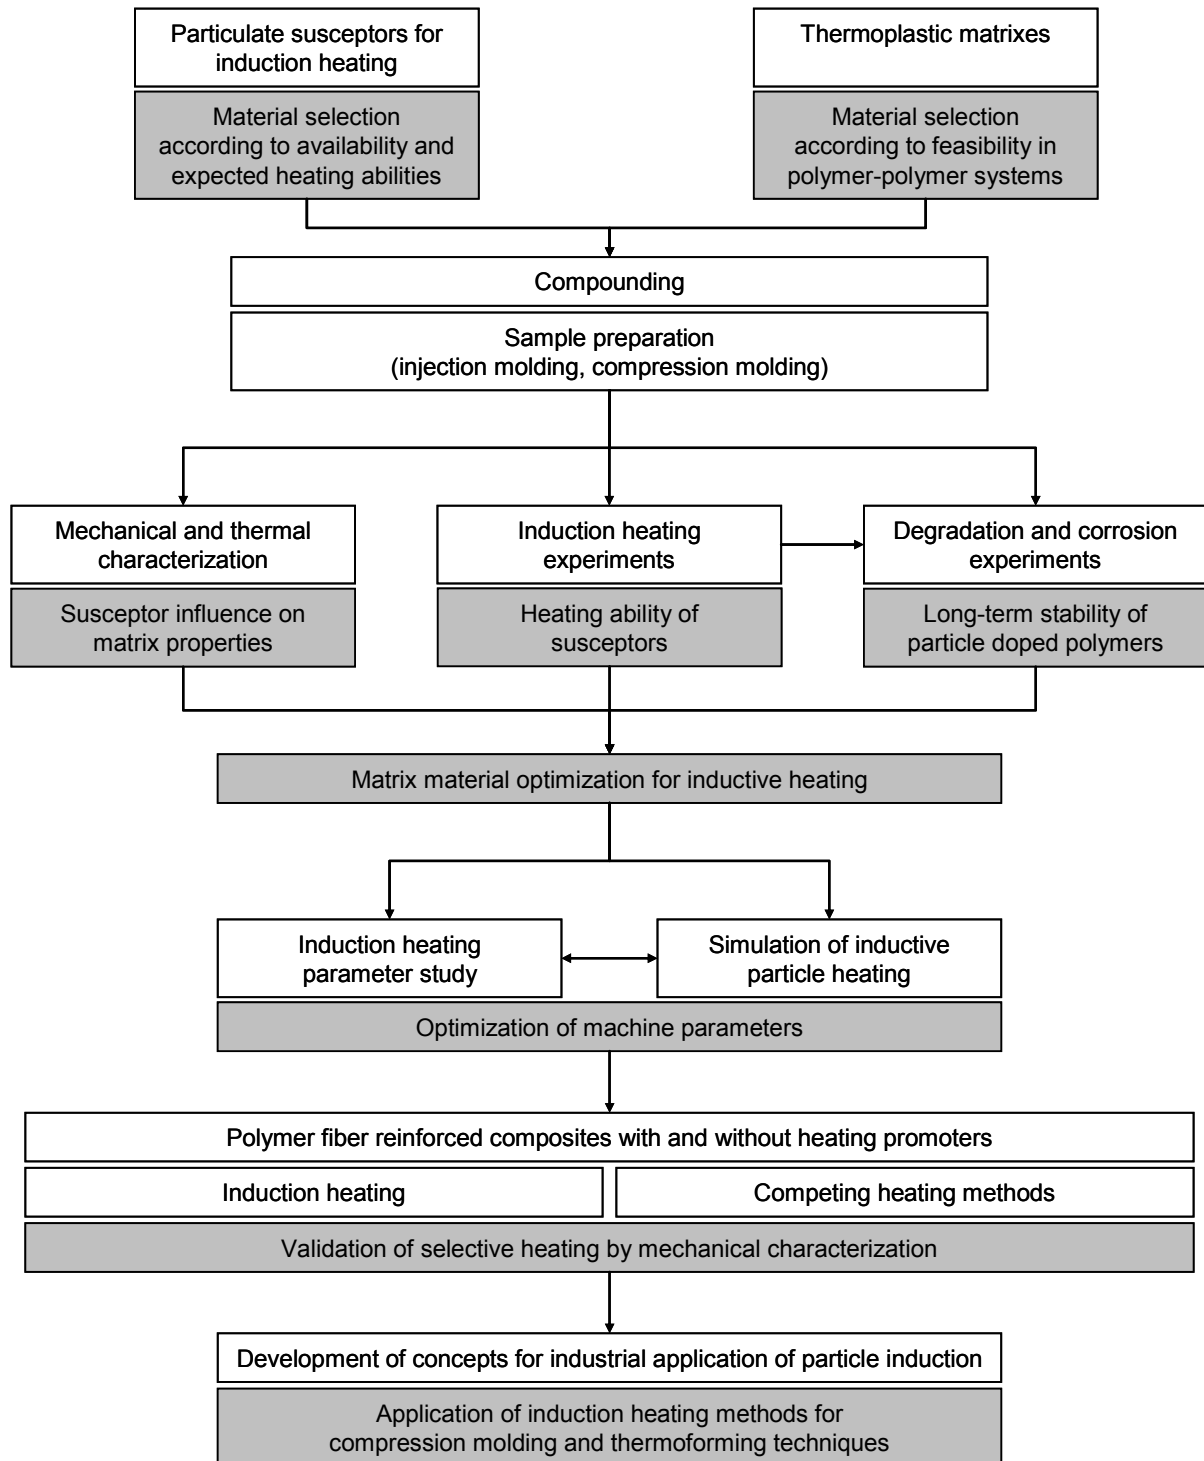 Particulate susceptors for
induction heating
Material selection
according to availability and
expected heating abilities
Thermoplastic matrixes
Material selection
according to feasibility in
polymer-polymer systems
Compounding
Sample preparation
(injection molding, compression molding)
Mechanical and thermal
characterization
Susceptor influence on
matrix properties
Induction heating
experiments
Heating ability of
susceptors
Degradation and corrosion
experiments
Long-term stability of
particle doped polymers
Matrix material optimization for inductive heating
Induction heating
parameter study
Simulation of inductive
particle heating
Optimization of machine parameters
Polymer fiber reinforced composites with and without heating promoters
Induction heating
Competing heating methods
Validation of selective heating by mechanical characterization
Development of concepts for industrial application of particle induction
Application of induction heating methods for
compression molding and thermoforming techniques